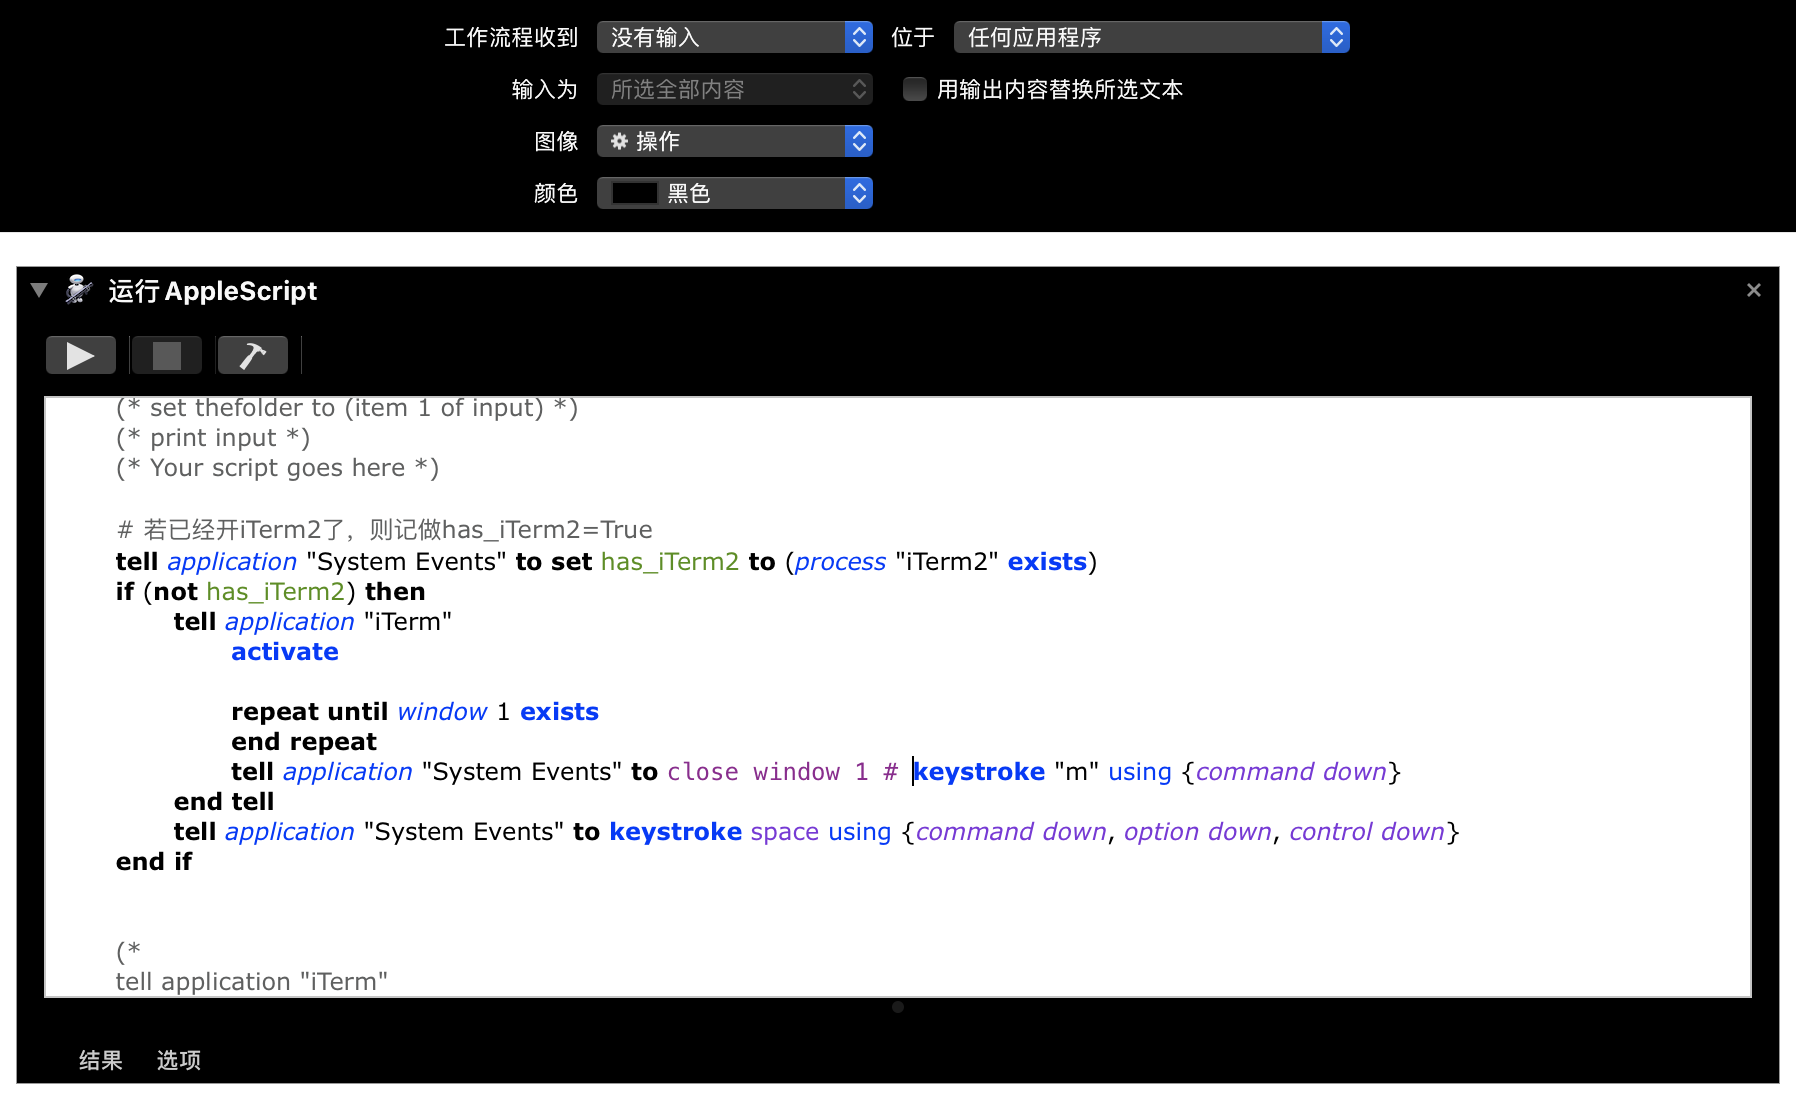 工作流程收到 没有输入 位于 任何应用程序
输入为 所选全部内容 用输出内容替换所选文本
图像 操作
颜色 黑色
运行 AppleScript
(* set thefolder to (item 1 of input) *)
(* print input *)
(* Your script goes here *)
# 若已经开iTerm2了，则记做has_iTerm2=True
tell application "System Events" to set has_iTerm2 to (process "iTerm2" exists)
if (not has_iTerm2) then
tell application "iTerm"
activate
repeat until window 1 exists
end repeat
tell application "System Events" to close window 1 # keystroke "m" using {command down}
end tell
tell application "System Events" to keystroke space using {command down, option down, control down}
end if
(*
tell application "iTerm"
结果 选项